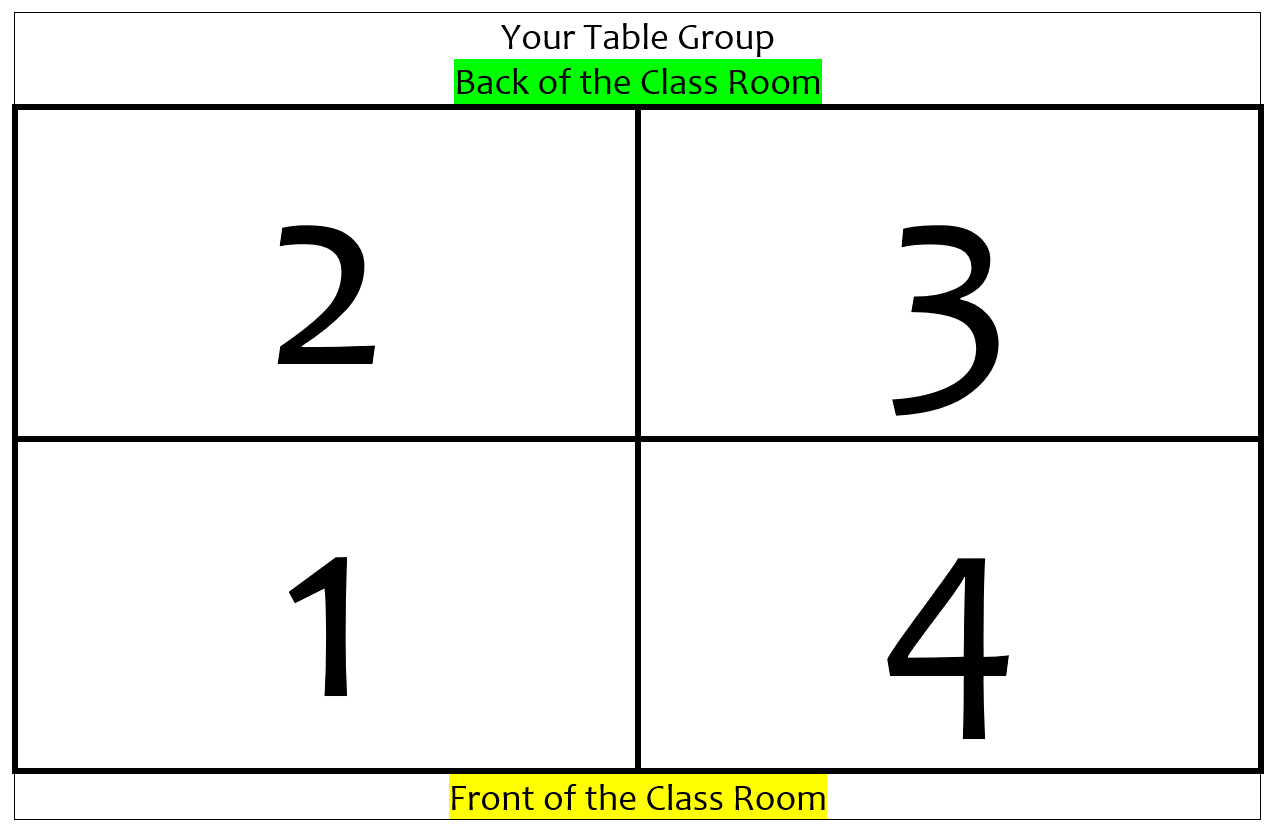 Your Table Group
Back of the Class Room
2 3
1 4
Front of the Class Room